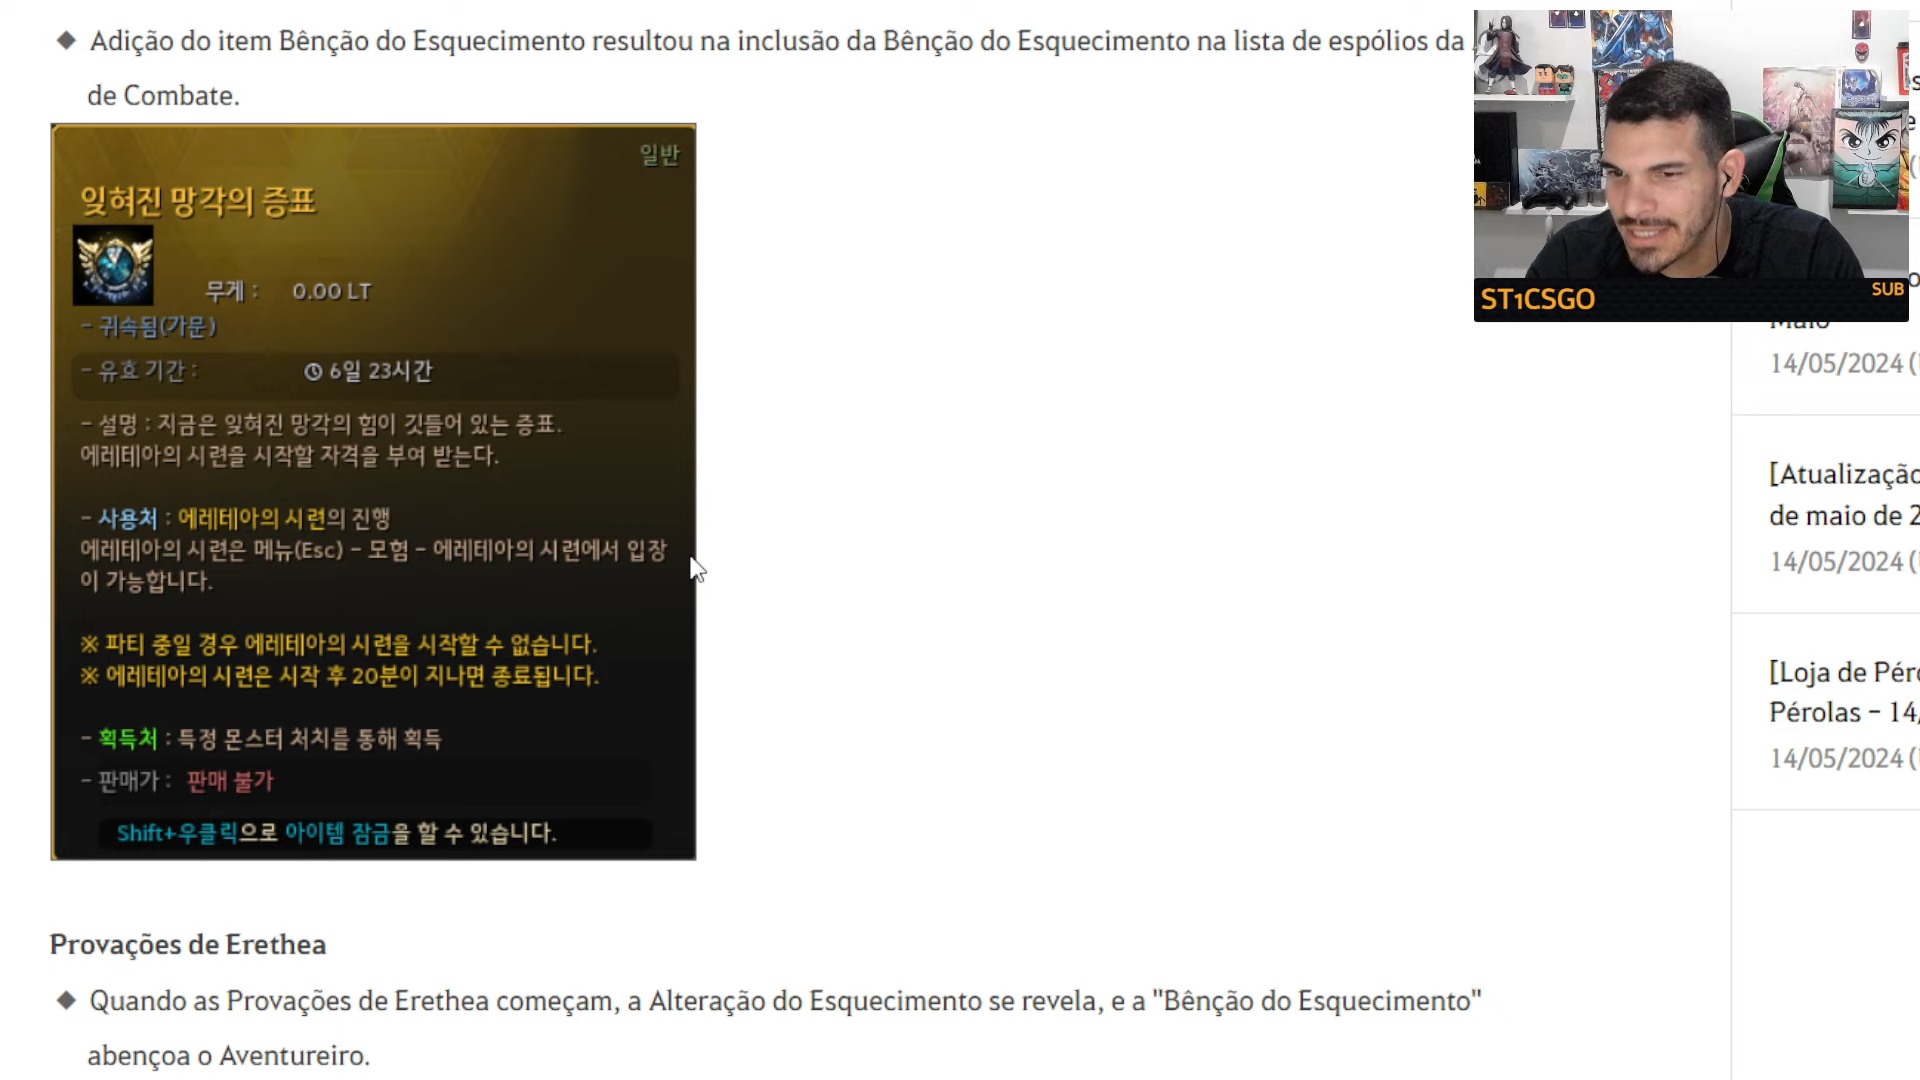 Adição do item Bênção do Esquecimento resultou na inclusão da Bênção do Esquecimento na lista de espólios da
de Combate.
일반
잊혀진 망각의 증표
무게 : 0.00 LT
- 귀속됨(가문)
- 유효 기간 : 6일 23시간
- 설명 : 지금은 잊혀진 망각의 힘이 깃들어 있는 증표.
에레테아의 시련을 시작할 자격을 부여 받는다.
- 사용처 : 에레테아의 시련의 진행
에레테아의 시련은 메뉴(Esc) - 모험 - 에레테아의 시련에서 입장
이 가능합니다.
※ 파티 중일 경우 에레테아의 시련을 시작할 수 없습니다.
※ 에레테아의 시련은 시작 후 20분이 지나면 종료됩니다.
- 획득처 : 특정 몬스터 처치를 통해 획득
- 판매가 : 판매 불가
Shift+우클릭으로 아이템 잠금을 할 수 있습니다.
Provações de Erethea
Quando as Provações de Erethea começam, a Alteração do Esquecimento se revela, e a "Bênção do Esquecimento"
abençoa o Aventureiro.
ST1CSGO
SUB
Maio
14/05/2024 (
[Atualização
de maio de 2
14/05/2024 (
[Loja de Péro
Pérolas – 14/
14/05/2024 (